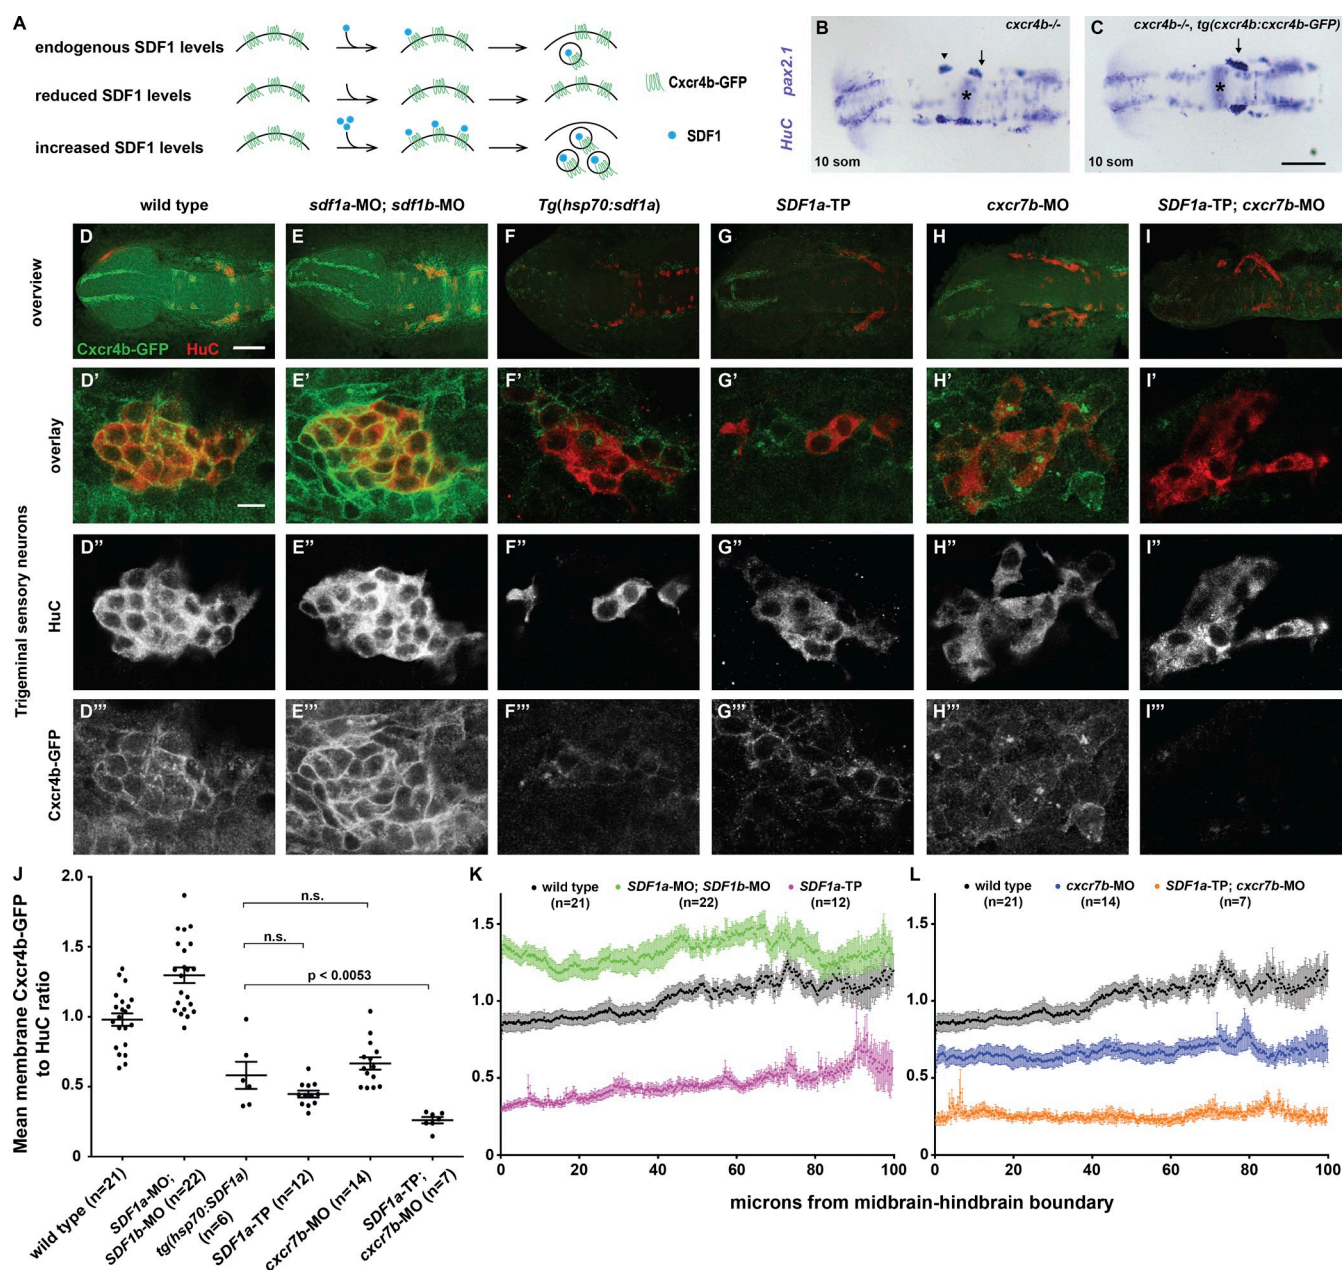 A
endogenous SDF1 levels
reduced SDF1 levels
increased SDF1 levels
Cxcr4b-GFP
SDF1
HuC pax2.1
B
cxcr4b-/-
*
10 som
C
cxcr4b-/-, tg(cxcr4b:cxcr4b-GFP)
*
10 som
wild type
sdf1a-MO; sdf1b-MO
Tg(hsp70:sdf1a)
SDF1a-TP
cxcr7b-MO
SDF1a-TP; cxcr7b-MO
overview
D
Cxcr4b-GFP HuC
E
F
G
H
I
Trigeminal sensory neurons
overlay
D'
E'
F'
G'
H'
I'
HuC
D''
E''
F''
G''
H''
I''
Cxcr4b-GFP
D'''
E'''
F'''
G'''
H'''
I'''
J
Mean membrane Cxcr4b-GFP
to HuC ratio
2.0
1.5
1.0
0.5
0
n.s.
n.s.
p < 0.0053
wild type (n=21)
SDF1a-MO;
SDF1b-MO (n=22)
tg(hsp70:SDF1a)
(n=6)
SDF1a-TP (n=12)
cxcr7b-MO (n=14)
SDF1a-TP;
cxcr7b-MO (n=7)
K
wild type SDF1a-MO; SDF1b-MO SDF1a-TP
(n=21) (n=22) (n=12)
1.5
1.0
0.5
0
0 20 40 60 80 100
L
wild type cxcr7b-MO SDF1a-TP; cxcr7b-MO
(n=21) (n=14) (n=7)
1.5
1.0
0.5
0
0 20 40 60 80 100
microns from midbrain-hindbrain boundary